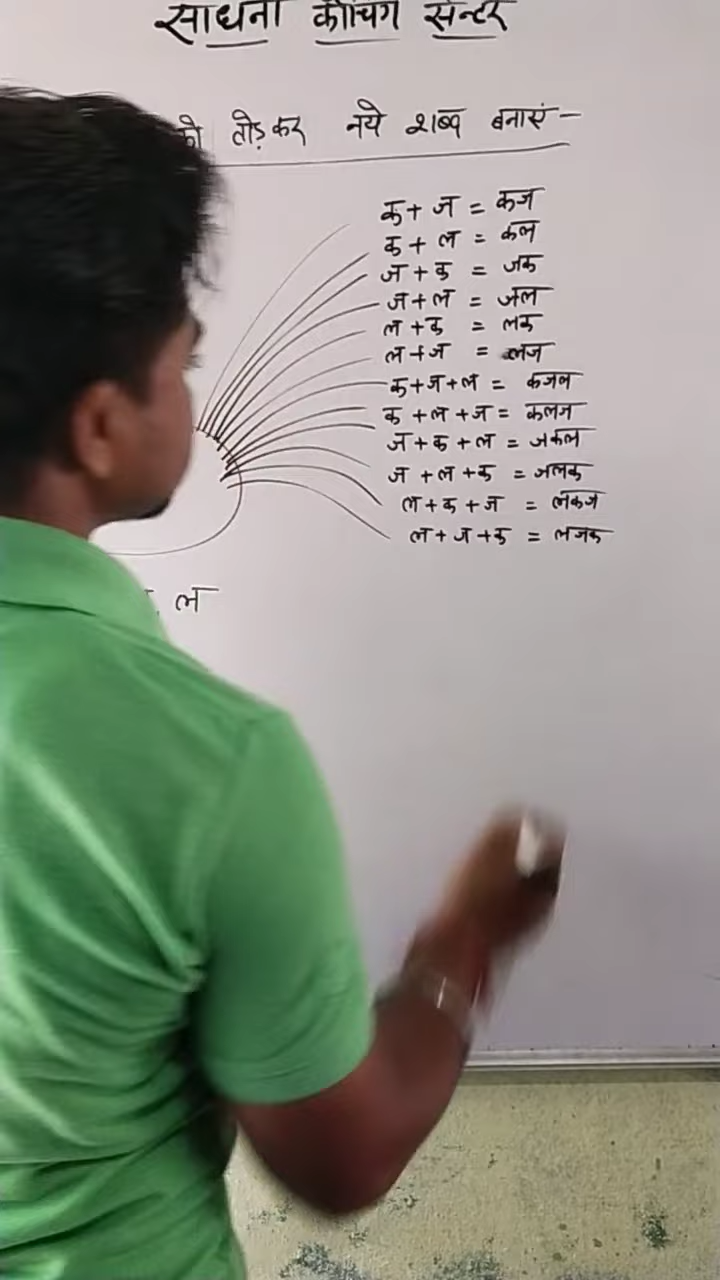 साधना कोचिंग सेन्टर
को तोड़कर नये शब्द बनाएं -
क + ज = कज
क + ल = कल
ज + क = जक
ज + ल = जल
ल + क = लक
ल + ज = लज
क + ज + ल = कजल
क + ल + ज = कलज
ज + क + ल = जकल
ज + ल + क = जलक
ल + क + ज = लकज
ल + ज + क = लजक
, ल